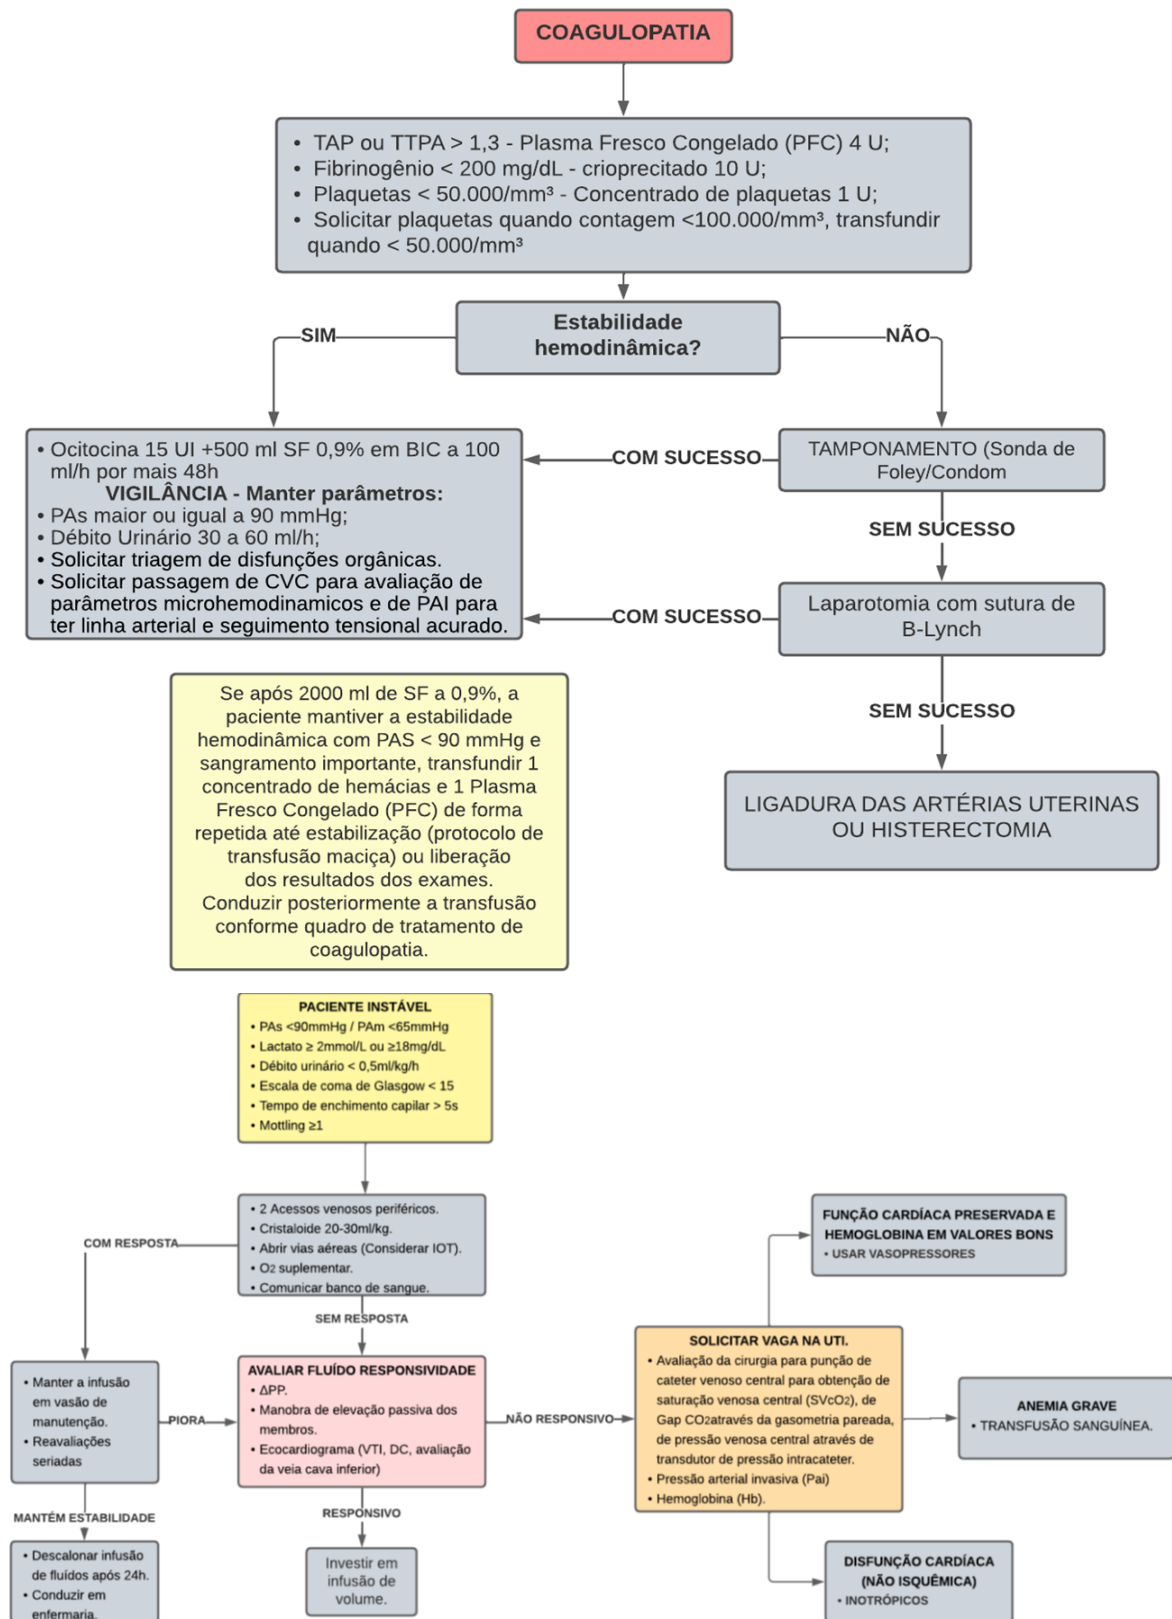 COAGULOPATIA
• TAP ou TTPA > 1,3 - Plasma Fresco Congelado (PFC) 4 U;
• Fibrinogênio < 200 mg/dL - crioprecitado 10 U;
• Plaquetas < 50.000/mm³ - Concentrado de plaquetas 1 U;
• Solicitar plaquetas quando contagem <100.000/mm³, transfundir
quando < 50.000/mm³
Estabilidade
hemodinâmica?
SIM
NÃO
• Ocitocina 15 UI +500 ml SF 0,9% em BIC a 100
ml/h por mais 48h
VIGILÂNCIA - Manter parâmetros:
• PAs maior ou igual a 90 mmHg;
• Débito Urinário 30 a 60 ml/h;
• Solicitar triagem de disfunções orgânicas.
• Solicitar passagem de CVC para avaliação de
parâmetros microhemodinamicos e de PAI para
ter linha arterial e seguimento tensional acurado.
COM SUCESSO
TAMPONAMENTO (Sonda de
Foley/Condom
SEM SUCESSO
COM SUCESSO
Laparotomia com sutura de
B-Lynch
SEM SUCESSO
LIGADURA DAS ARTÉRIAS UTERINAS
OU HISTERECTOMIA
Se após 2000 ml de SF a 0,9%, a
paciente mantiver a estabilidade
hemodinâmica com PAS < 90 mmHg e
sangramento importante, transfundir 1
concentrado de hemácias e 1 Plasma
Fresco Congelado (PFC) de forma
repetida até estabilização (protocolo de
transfusão maciça) ou liberação
dos resultados dos exames.
Conduzir posteriormente a transfusão
conforme quadro de tratamento de
coagulopatia.
PACIENTE INSTÁVEL
• PAs <90mmHg / PAm <65mmHg
• Lactato ≥ 2mmol/L ou ≥18mg/dL
• Débito urinário < 0,5ml/kg/h
• Escala de coma de Glasgow < 15
• Tempo de enchimento capilar > 5s
• Mottling ≥1
• 2 Acessos venosos periféricos.
• Cristaloide 20-30ml/kg.
• Abrir vias aéreas (Considerar IOT).
• O2 suplementar.
• Comunicar banco de sangue.
COM RESPOSTA
SEM RESPOSTA
• Manter a infusão
em vasão de
manutenção.
• Reavaliações
seriadas
PIORA
AVALIAR FLUÍDO RESPONSIVIDADE
• ΔPP.
• Manobra de elevação passiva dos
membros.
• Ecocardiograma (VTI, DC, avaliação
da veia cava inferior)
NÃO RESPONSIVO
MANTÉM ESTABILIDADE
• Descalonar infusão
de fluídos após 24h.
• Conduzir em
enfermaria.
RESPONSIVO
Investir em
infusão de
volume.
SOLICITAR VAGA NA UTI.
• Avaliação da cirurgia para punção de
cateter venoso central para obtenção de
saturação venosa central (SVcO2), de
Gap CO2através da gasometria pareada,
de pressão venosa central através de
transdutor de pressão intracateter.
• Pressão arterial invasiva (Pai)
• Hemoglobina (Hb).
FUNÇÃO CARDÍACA PRESERVADA E
HEMOGLOBINA EM VALORES BONS
• USAR VASOPRESSORES
ANEMIA GRAVE
• TRANSFUSÃO SANGUÍNEA.
DISFUNÇÃO CARDÍACA
(NÃO ISQUÊMICA)
• INOTRÓPICOS